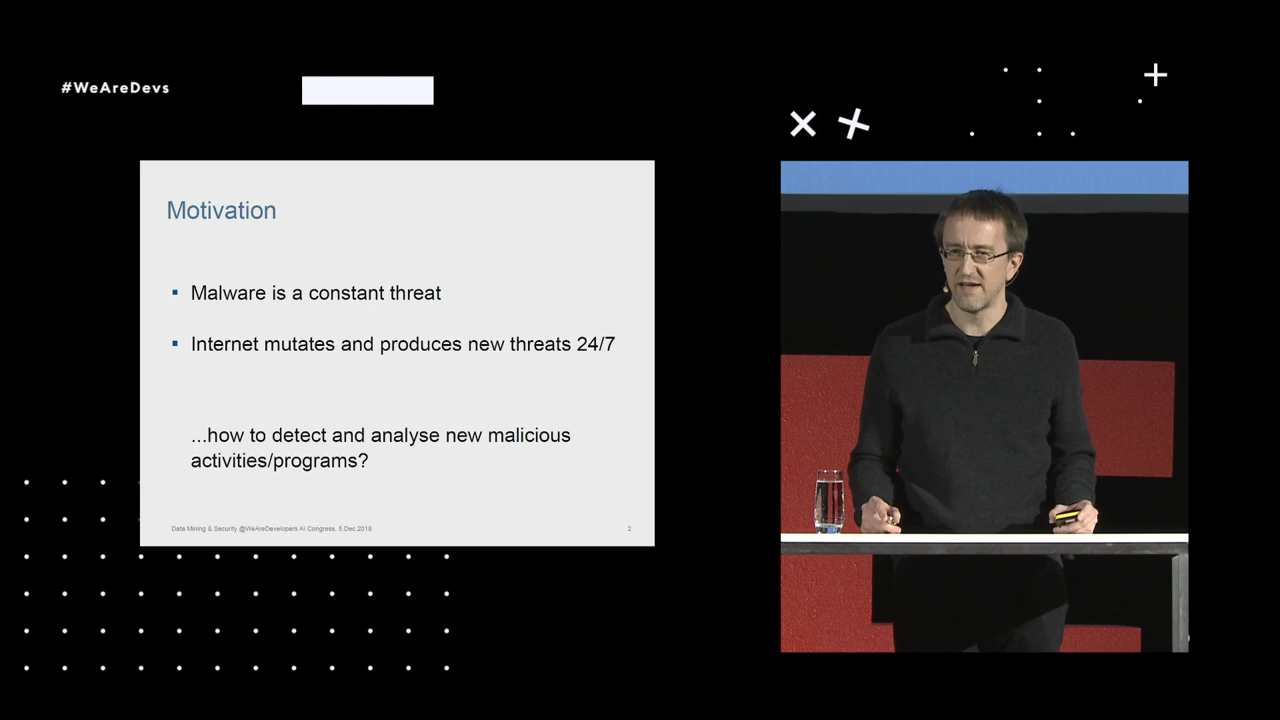 #WeAreDevs
Motivation
▪ Malware is a constant threat
▪ Internet mutates and produces new threats 24/7
...how to detect and analyse new malicious
activities/programs?
Data Mining & Security @WeAreDevelopers AI Congress, 5.Dec.2018
2